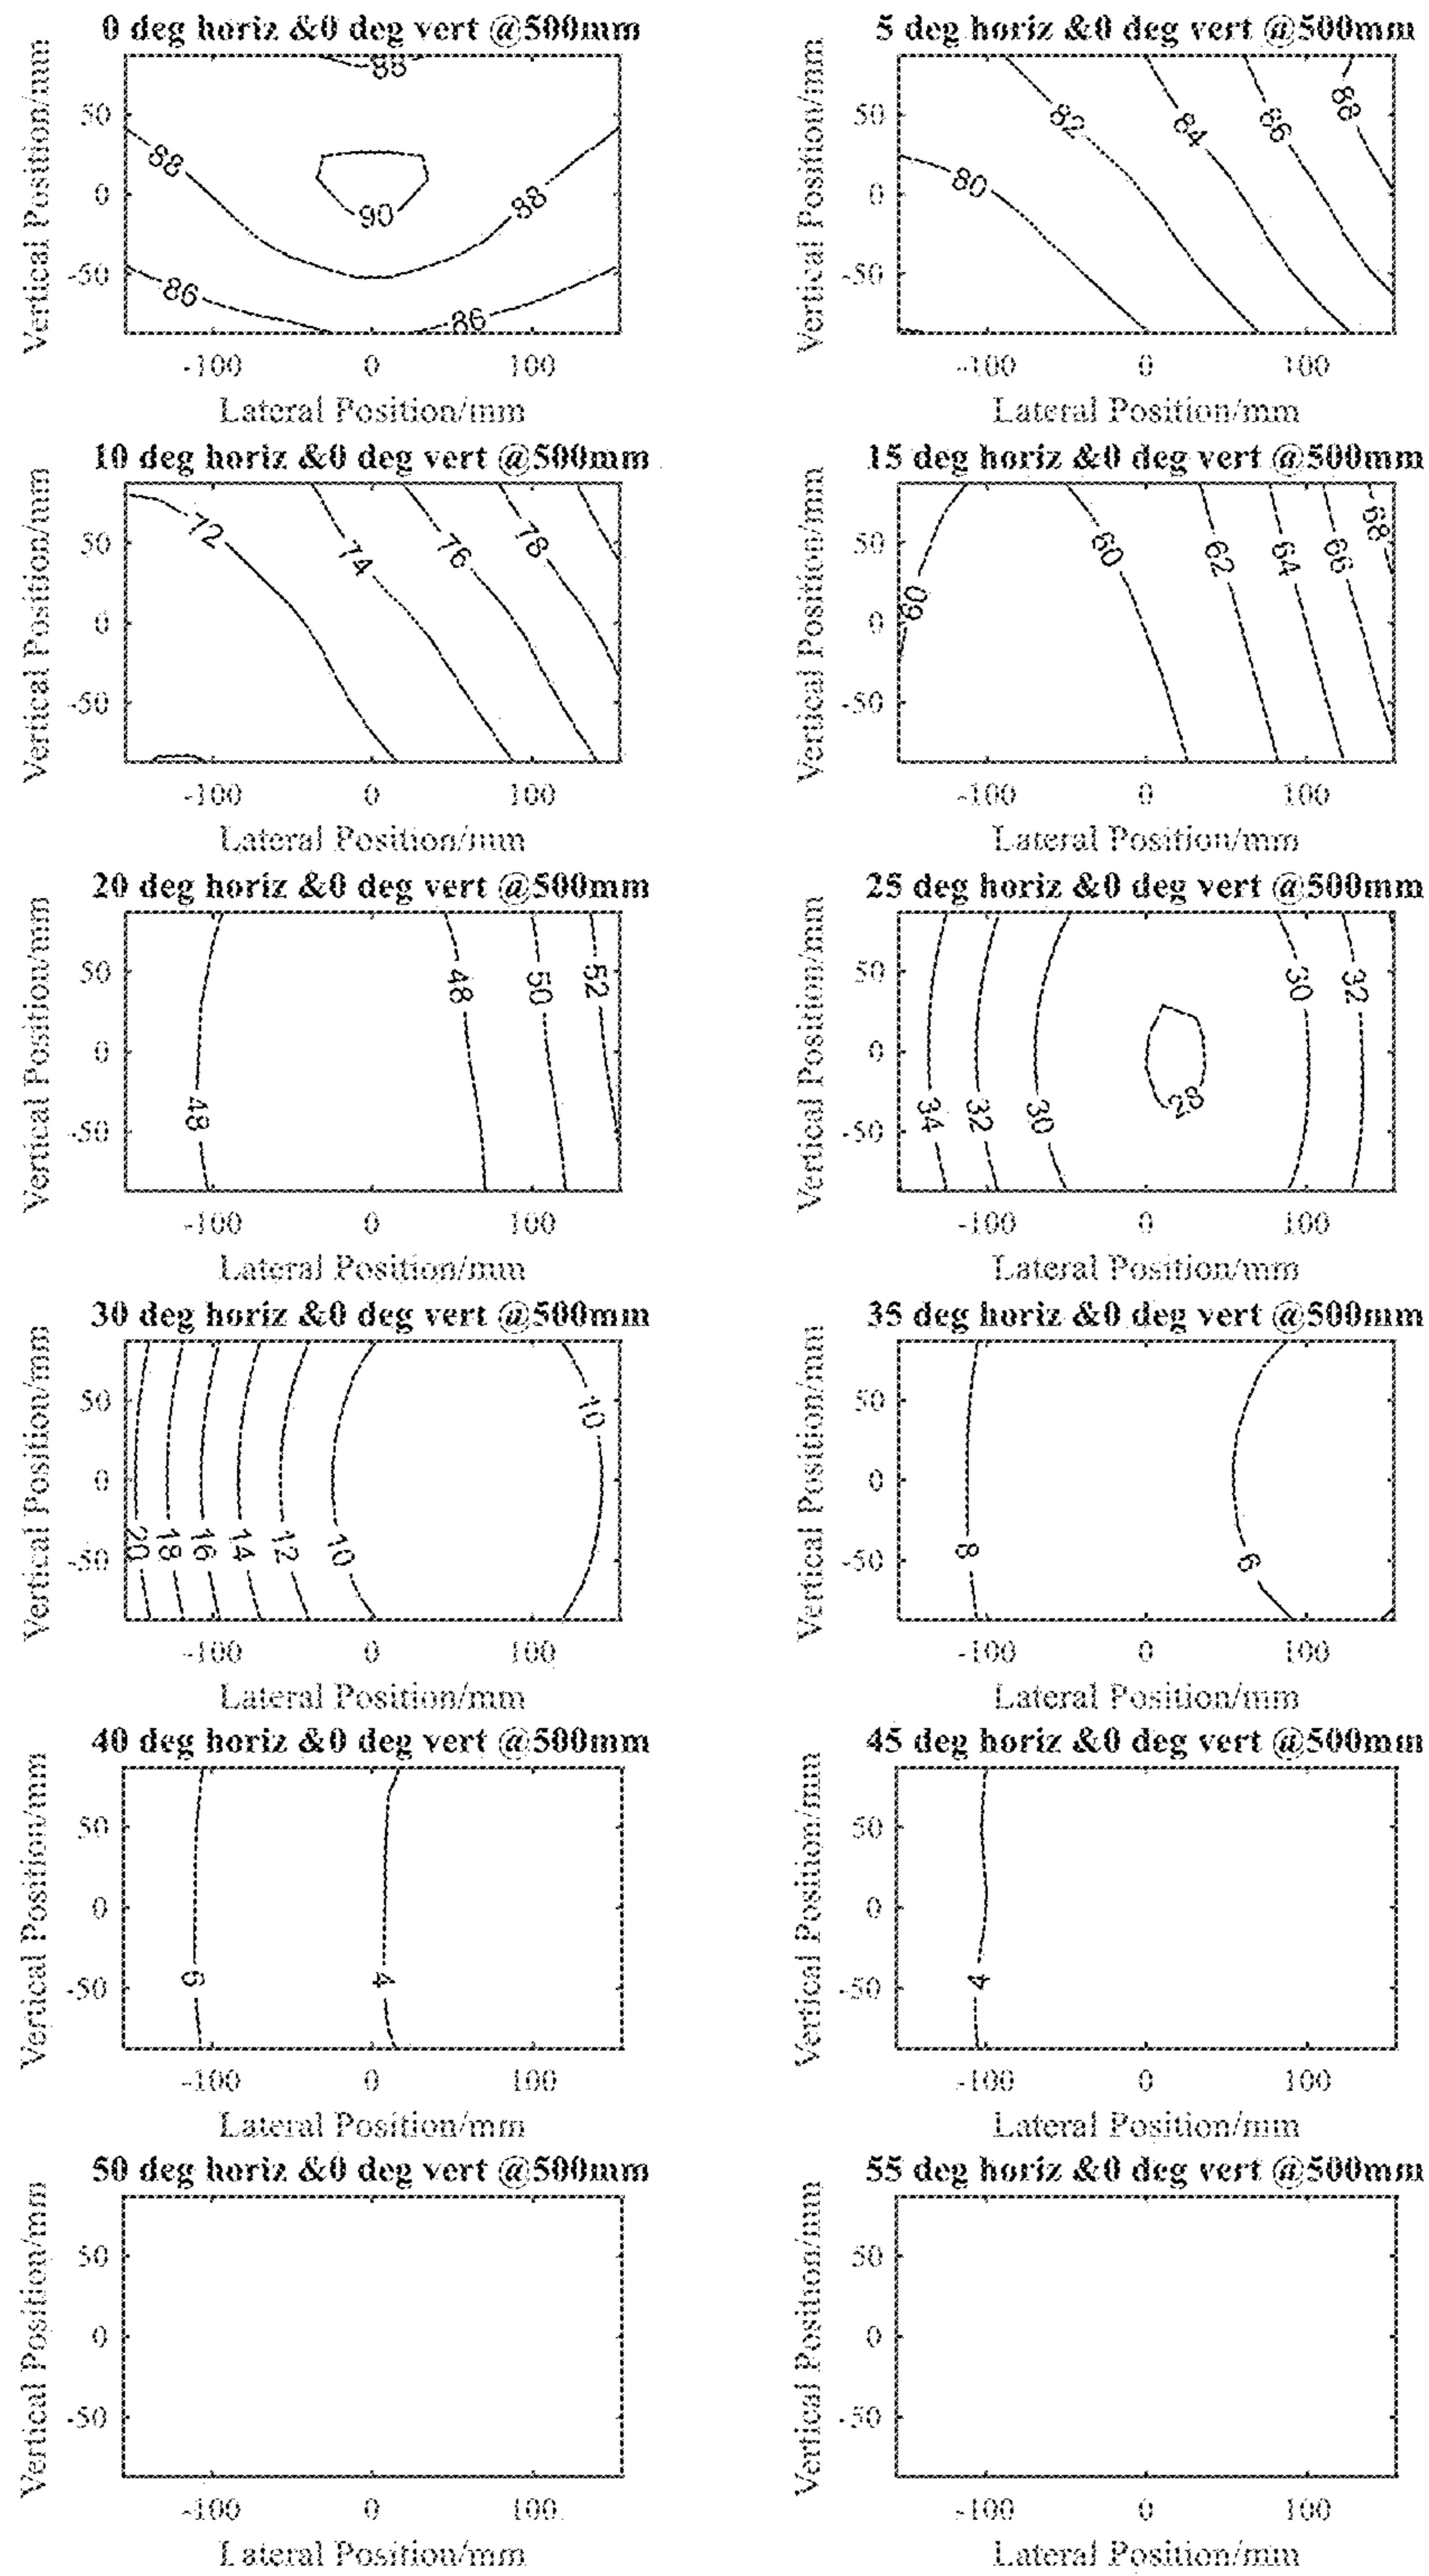 0 deg horiz &0 deg vert @500mm
Vertical Position/mm
50
0
-50
88
88
90
88
86
86
-100 0 100
Lateral Position/mm
5 deg horiz &0 deg vert @500mm
Vertical Position/mm
50
0
-50
80
82
84
86
88
-100 0 100
Lateral Position/mm
10 deg horiz &0 deg vert @500mm
Vertical Position/mm
50
0
-50
72
74
76
78
-100 0 100
Lateral Position/mm
15 deg horiz &0 deg vert @500mm
Vertical Position/mm
50
0
-50
60
60
62
64
66
68
-100 0 100
Lateral Position/mm
20 deg horiz &0 deg vert @500mm
Vertical Position/mm
50
0
-50
48
48
50
52
-100 0 100
Lateral Position/mm
25 deg horiz &0 deg vert @500mm
Vertical Position/mm
50
0
-50
34
32
30
28
30
32
-100 0 100
Lateral Position/mm
30 deg horiz &0 deg vert @500mm
Vertical Position/mm
50
0
-50
20
18
16
14
12
10
10
-100 0 100
Lateral Position/mm
35 deg horiz &0 deg vert @500mm
Vertical Position/mm
50
0
-50
8
6
-100 0 100
Lateral Position/mm
40 deg horiz &0 deg vert @500mm
Vertical Position/mm
50
0
-50
6
4
-100 0 100
Lateral Position/mm
45 deg horiz &0 deg vert @500mm
Vertical Position/mm
50
0
-50
4
-100 0 100
Lateral Position/mm
50 deg horiz &0 deg vert @500mm
Vertical Position/mm
50
0
-50
-100 0 100
Lateral Position/mm
55 deg horiz &0 deg vert @500mm
Vertical Position/mm
50
0
-50
-100 0 100
Lateral Position/mm